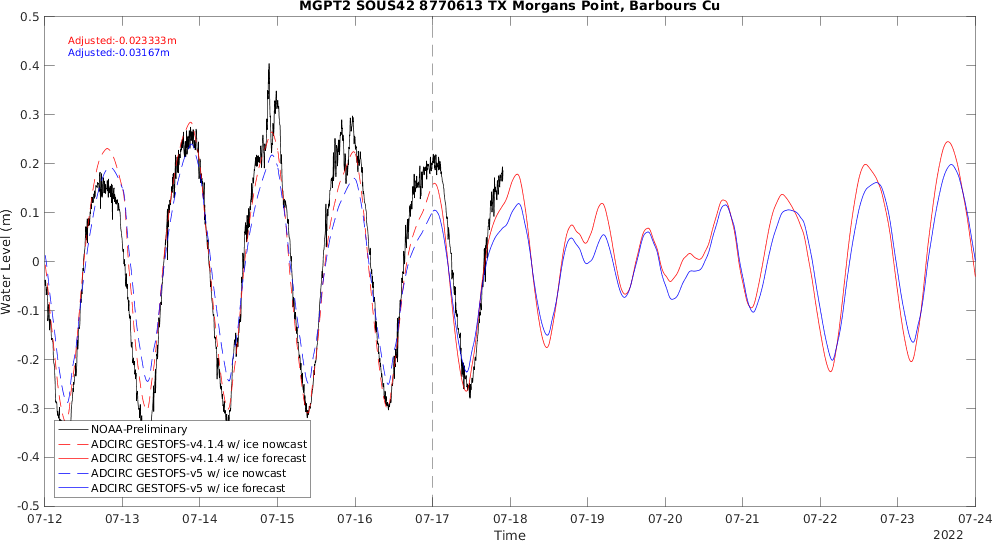 MGPT2 SOUS42 8770613 TX Morgans Point, Barbours Cu
Adjusted:-0.023333m
Adjusted:-0.03167m
Water Level (m)
0.5
0.4
0.3
0.2
0.1
0
-0.1
-0.2
-0.3
-0.4
-0.5
NOAA-Preliminary
ADCIRC GESTOFS-v4.1.4 w/ ice nowcast
ADCIRC GESTOFS-v4.1.4 w/ ice forecast
ADCIRC GESTOFS-v5 w/ ice nowcast
ADCIRC GESTOFS-v5 w/ ice forecast
07-12 07-13 07-14 07-15 07-16 07-17 07-18 07-19 07-20 07-21 07-22 07-23 07-24
Time
2022